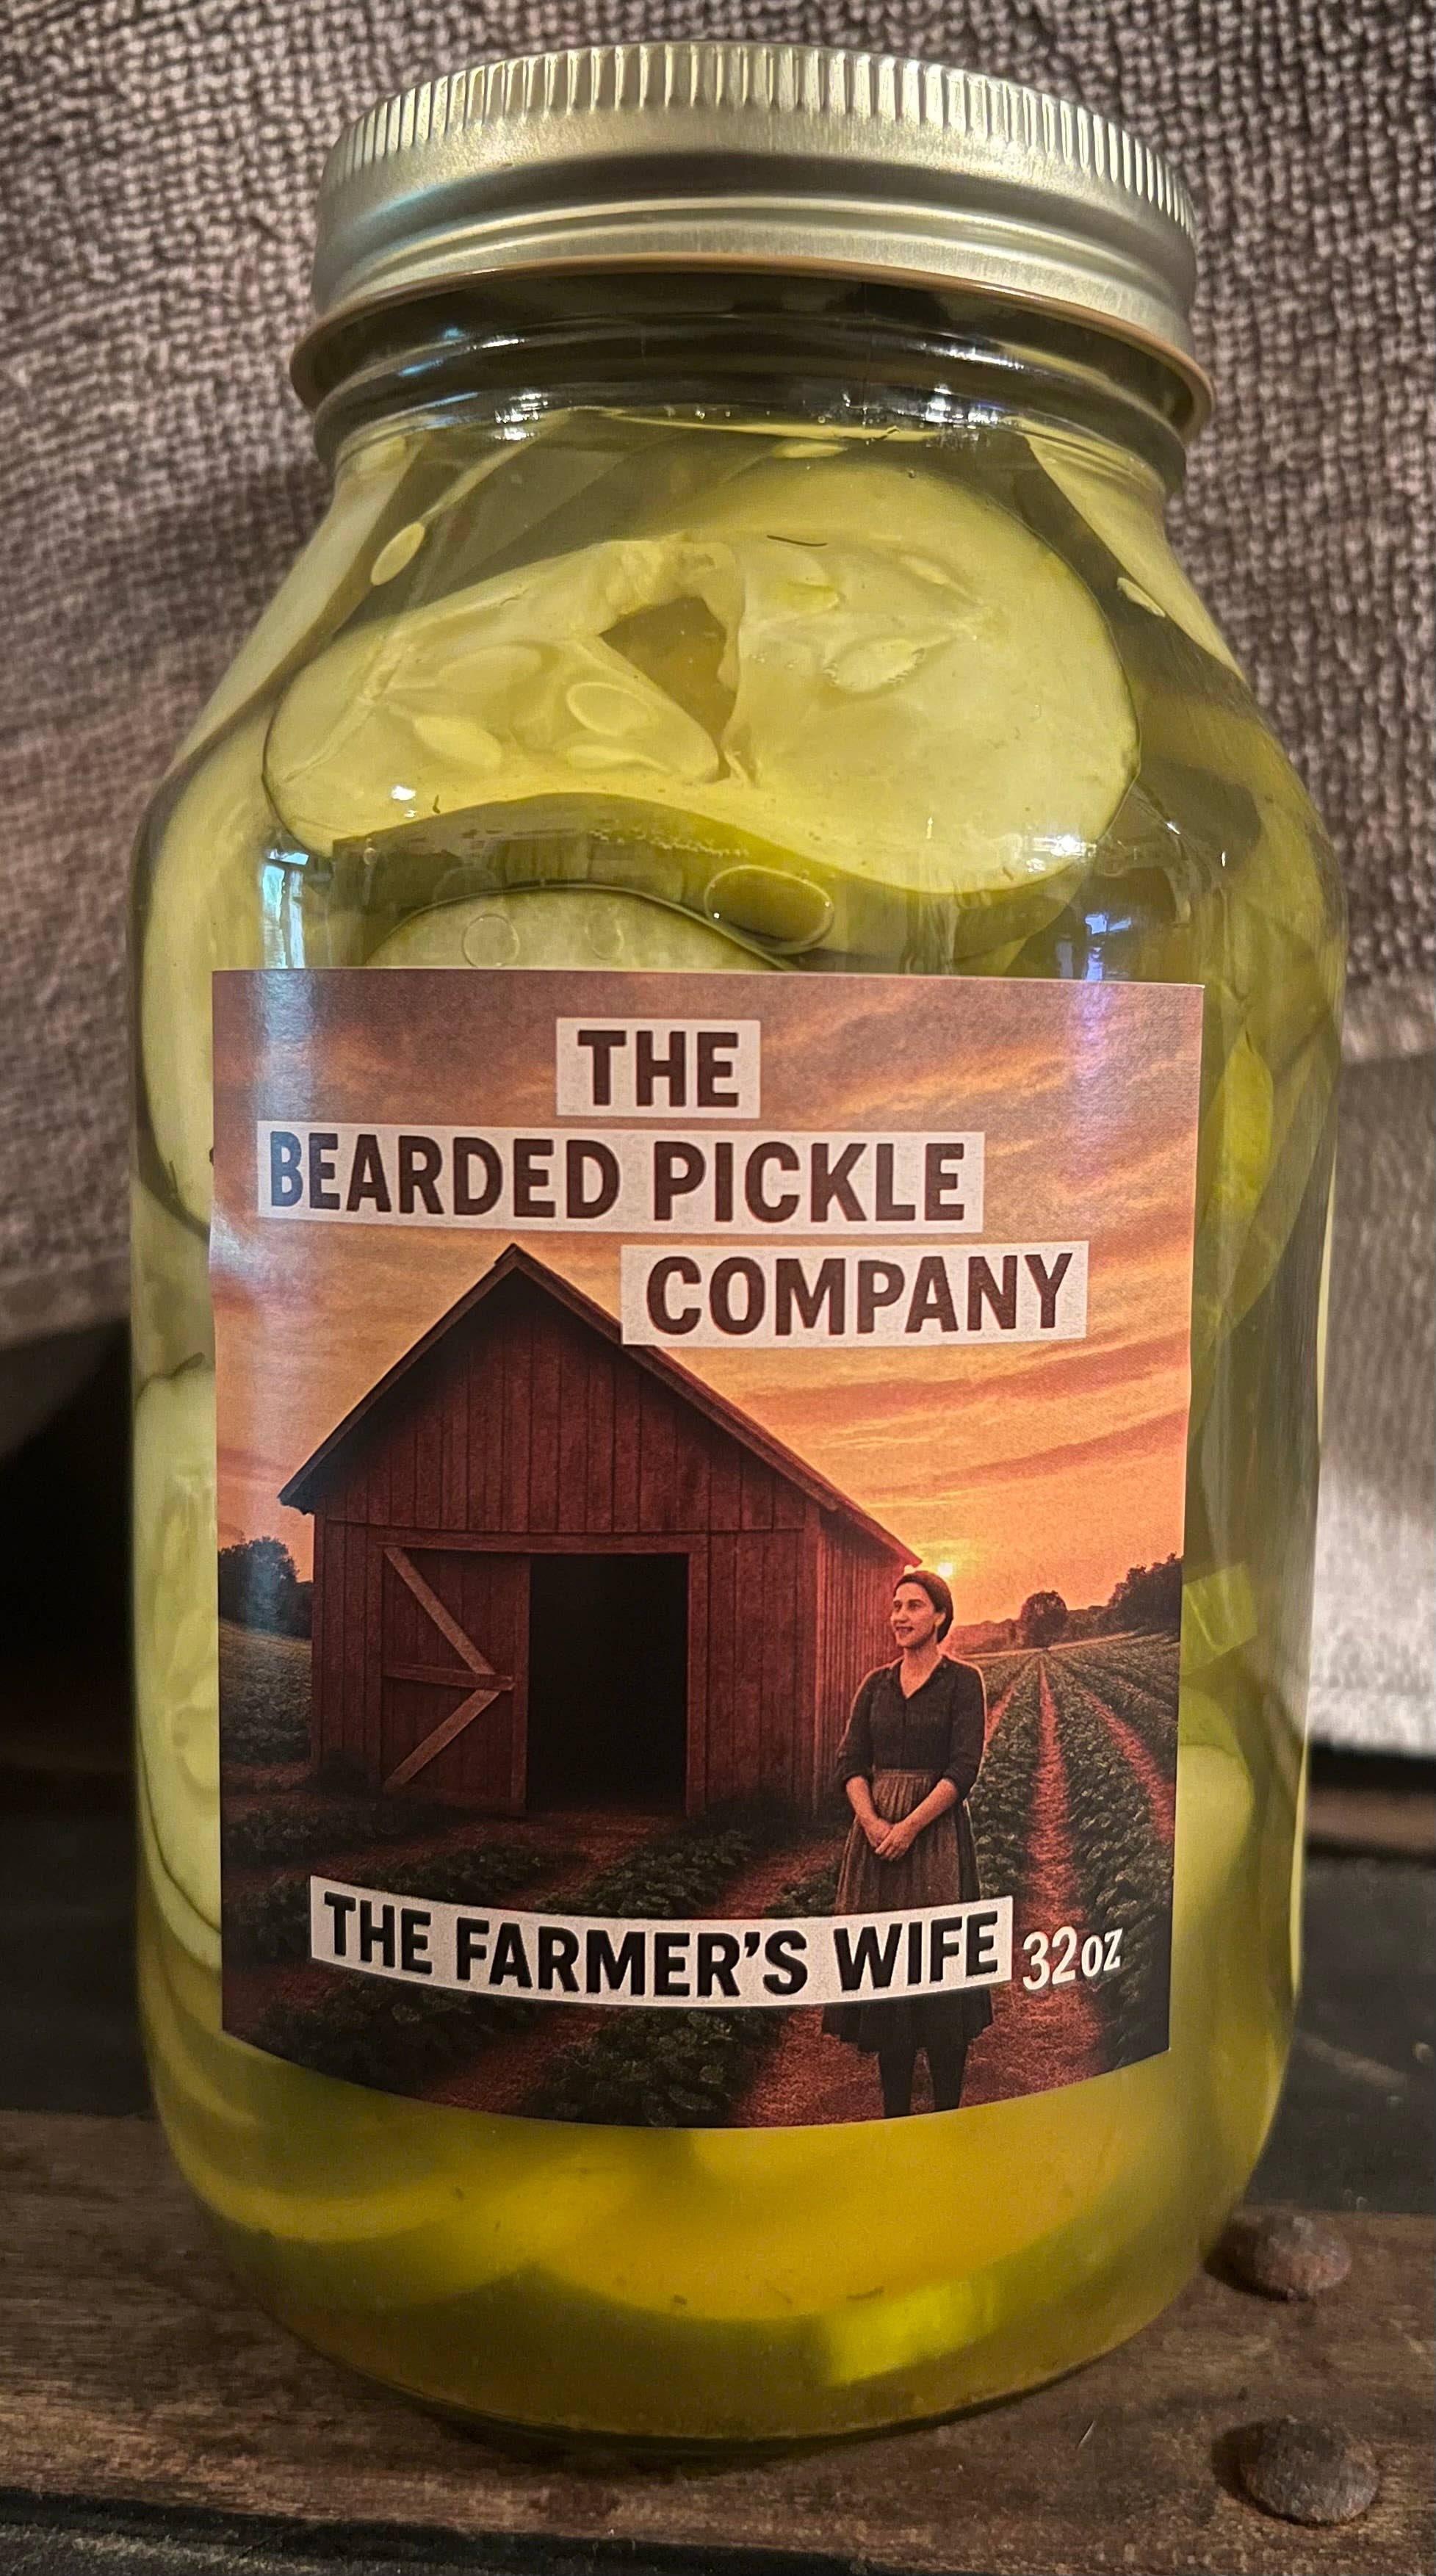 THE
BEARDED PICKLE
COMPANY
THE FARMER'S WIFE 32oz